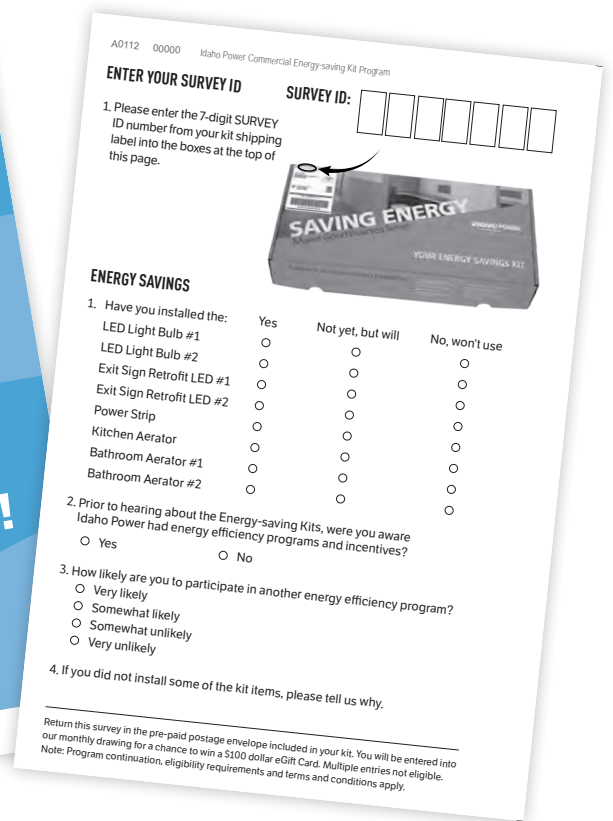 A0112 00000 Idaho Power Commercial Energy-saving Kit Program
ENTER YOUR SURVEY ID
SURVEY ID:
1. Please enter the 7-digit SURVEY
ID number from your kit shipping
label into the boxes at the top of
this page.
SAVING ENERGY
Makes Good Business Sense
IDAHO POWER
YOUR ENERGY SAVINGS KIT
ENERGY SAVINGS
1. Have you installed the: Yes Not yet, but will No, won't use
LED Light Bulb #1
LED Light Bulb #2
Exit Sign Retrofit LED #1
Exit Sign Retrofit LED #2
Power Strip
Kitchen Aerator
Bathroom Aerator #1
Bathroom Aerator #2
2. Prior to hearing about the Energy-saving Kits, were you aware
Idaho Power had energy efficiency programs and incentives?
Yes No
3. How likely are you to participate in another energy efficiency program?
Very likely
Somewhat likely
Somewhat unlikely
Very unlikely
4. If you did not install some of the kit items, please tell us why.
Return this survey in the pre-paid postage envelope included in your kit. You will be entered into
our monthly drawing for a chance to win a $100 dollar eGift Card. Multiple entries not eligible.
Note: Program continuation, eligibility requirements and terms and conditions apply.
!